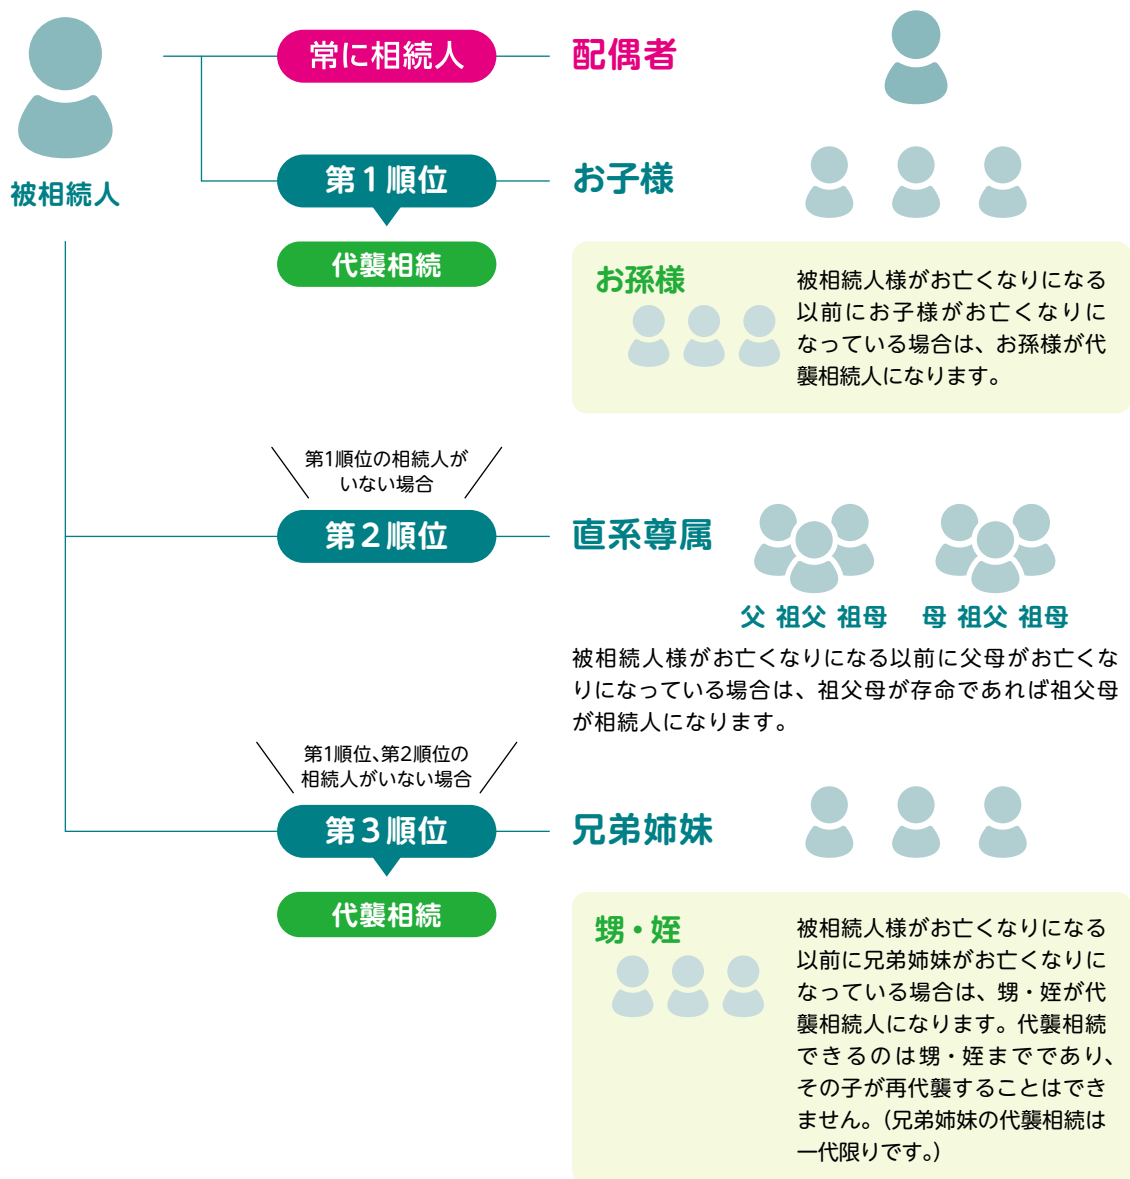 常に相続人
配偶者
被相続人
第1順位
お子様
代襲相続
お孫様
被相続人様がお亡くなりになる
以前にお子様がお亡くなりに
なっている場合は、お孫様が代
襲相続人になります。
第1順位の相続人が
いない場合
第2順位
直系尊属
父 祖父 祖母
母 祖父 祖母
被相続人様がお亡くなりになる以前に父母がお亡くな
りになっている場合は、祖父母が存命であれば祖父母
が相続人になります。
第1順位、第2順位の
相続人がいない場合
第3順位
兄弟姉妹
代襲相続
甥・姪
被相続人様がお亡くなりになる
以前に兄弟姉妹がお亡くなりに
なっている場合は、甥・姪が代
襲相続人になります。代襲相続
できるのは甥・姪までであり、
その子が再代襲することはでき
ません。(兄弟姉妹の代襲相続は
一代限りです。)